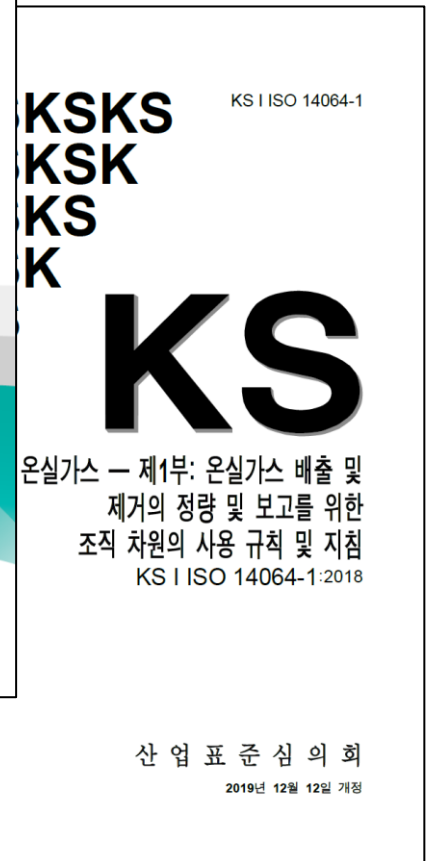 KSKS
KS I ISO 14064-1
KSK
KS
K
KS
온실가스 — 제1부: 온실가스 배출 및
제거의 정량 및 보고를 위한
조직 차원의 사용 규칙 및 지침
KS I ISO 14064-1:2018
산 업 표 준 심 의 회
2019년 12월 12일 개정